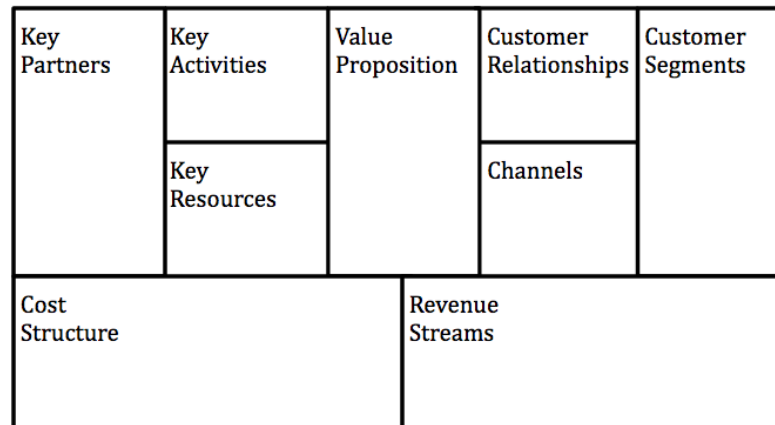 Key
Partners
Key
Activities
Key
Resources
Value
Proposition
Customer
Relationships
Channels
Customer
Segments
Cost
Structure
Revenue
Streams